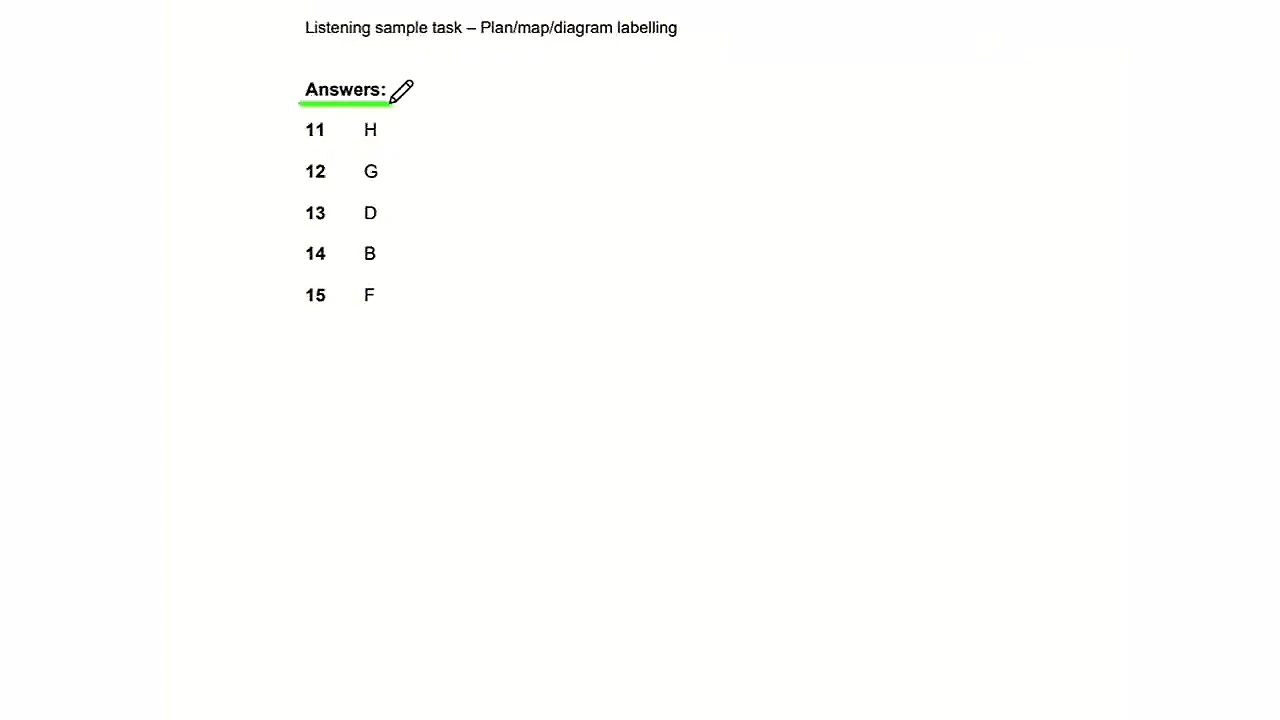 Listening sample task – Plan/map/diagram labelling
Answers:
11 H
12 G
13 D
14 B
15 F